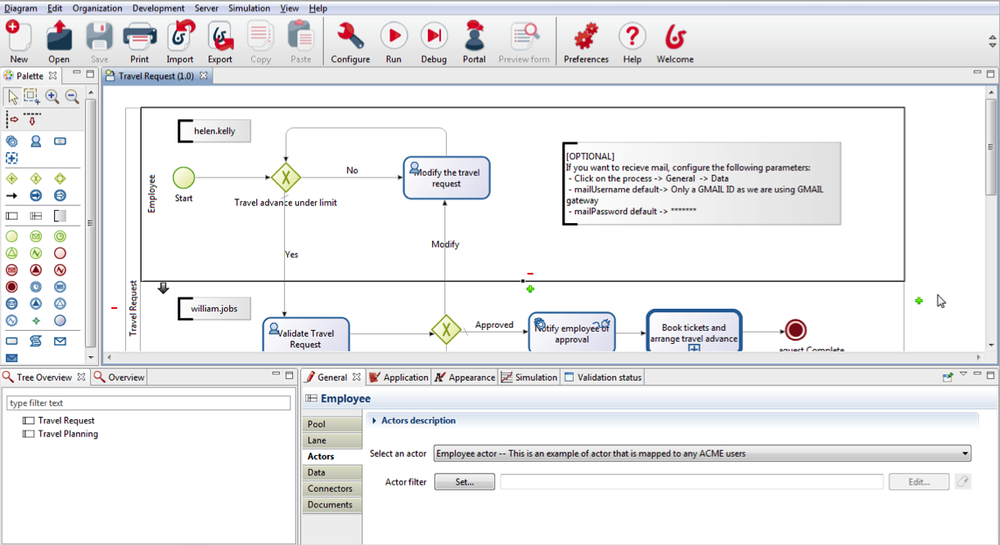 Diagram Edit Organization Development Server Simulation View Help
New Open Save Print Import Export Copy Paste Configure Run Debug Portal Preview form Preferences Help Welcome
Palette
Travel Request (1.0)
helen.kelly
Employee
Start
Travel advance under limit
No
Modify the travel
request
[OPTIONAL]
If you want to recieve mail, configure the following parameters:
- Click on the process -> General -> Data
- mailUsername default-> Only a GMAIL ID as we are using GMAIL
gateway
- mailPassword default -> *******
Modify
Yes
Travel Request
william.jobs
Validate Travel
Request
Approved
Notify employee of
approval
Book tickets and
arrange travel advance
Tree Overview Overview
type filter text
Travel Request
Travel Planning
General Application Appearance Simulation Validation status
Employee
Pool
Lane
Actors
Data
Connectors
Documents
Actors description
Select an actor Employee actor -- This is an example of actor that is mapped to any ACME users
Actor filter Set... Edit...